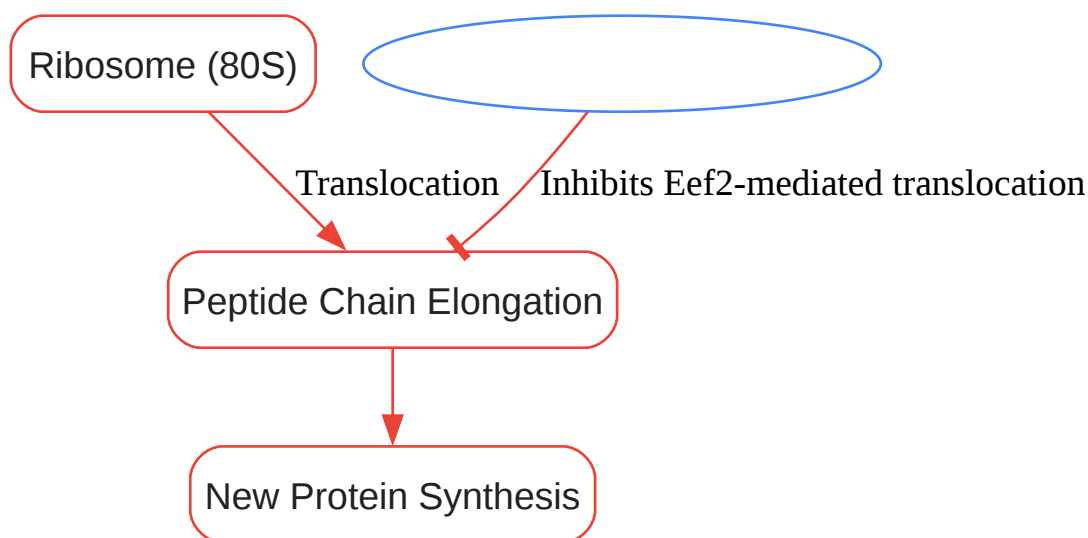 Ribosome (80S)
Translocation
Inhibits Eef2-mediated translocation
Peptide Chain Elongation
New Protein Synthesis